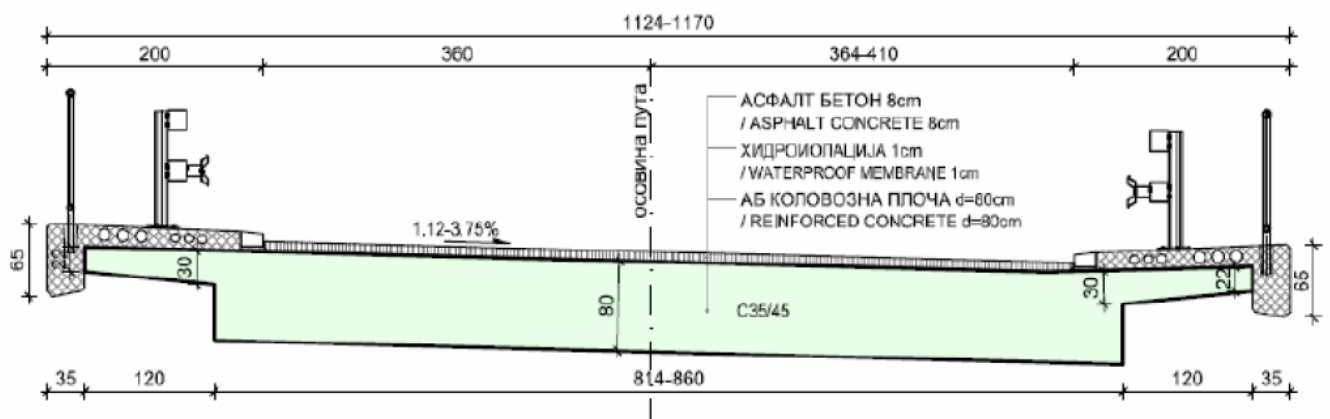 1124-1170
200
360
364-410
200
осовина пута
АСФАЛТ БЕТОН 8cm
/ ASPHALT CONCRETE 8cm
ХИДРОИОПАЦИЈА 1cm
/ WATERPROOF MEMBRANE 1cm
АБ КОЛОВОЗНА ПЛОЧА d=80cm
/ REINFORCED CONCRETE d=80cm
1,12-3.75%
65
22
30
80
C35/45
30
22
65
35
120
814-860
120
35